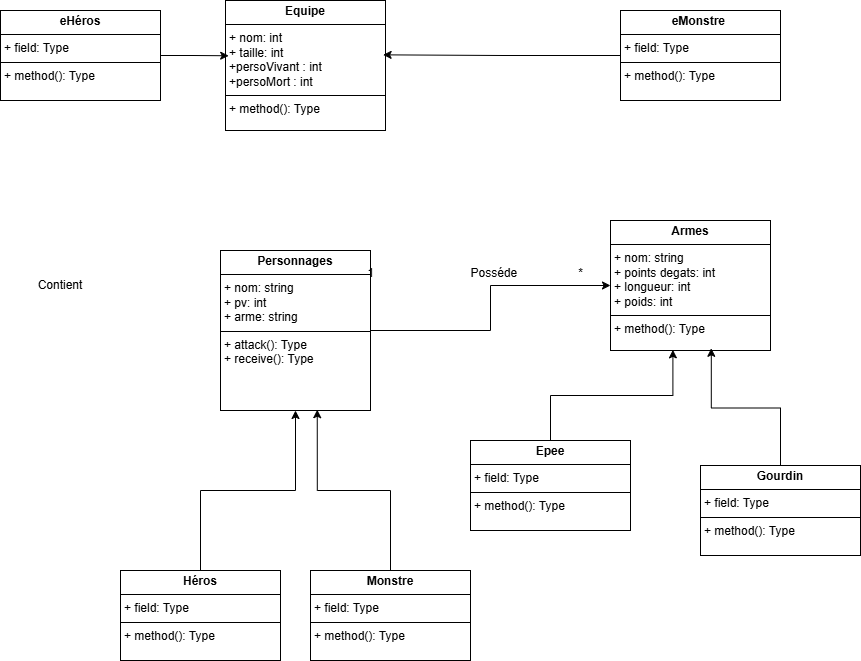 eHéros
+ field: Type
+ method(): Type
Equipe
+ nom: int
+ taille: int
+persoVivant : int
+persoMort : int
+ method(): Type
eMonstre
+ field: Type
+ method(): Type
Contient
Personnages
+ nom: string
+ pv: int
+ arme: string
+ attack(): Type
+ receive(): Type
1
Posséde
*
Armes
+ nom: string
+ points degats: int
+ longueur: int
+ poids: int
+ method(): Type
Epee
+ field: Type
+ method(): Type
Gourdin
+ field: Type
+ method(): Type
Héros
+ field: Type
+ method(): Type
Monstre
+ field: Type
+ method(): Type